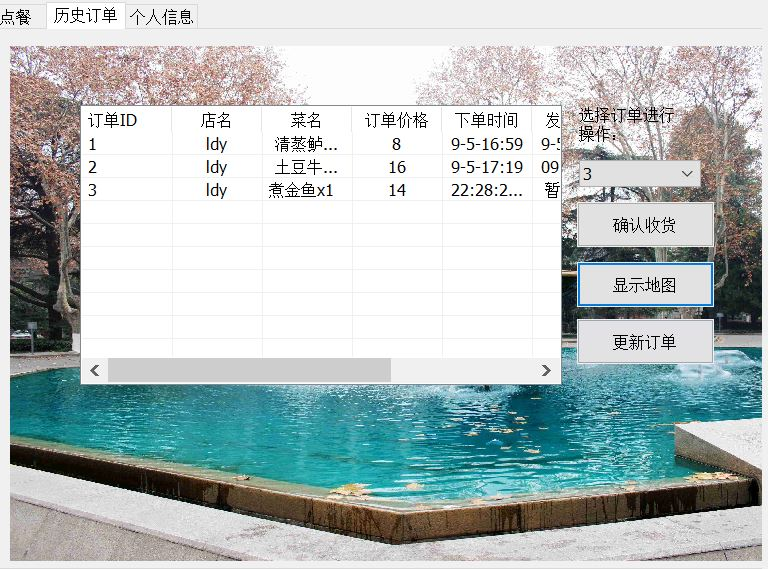 点餐 历史订单 个人信息
订单ID 店名 菜名 订单价格 下单时间 发
1 ldy 清蒸鲈... 8 9-5-16:59 9-5
2 ldy 土豆牛... 16 9-5-17:19 09
3 ldy 煮金鱼x1 14 22:28:2... 暂
选择订单进行
操作:
3
确认收货
显示地图
更新订单